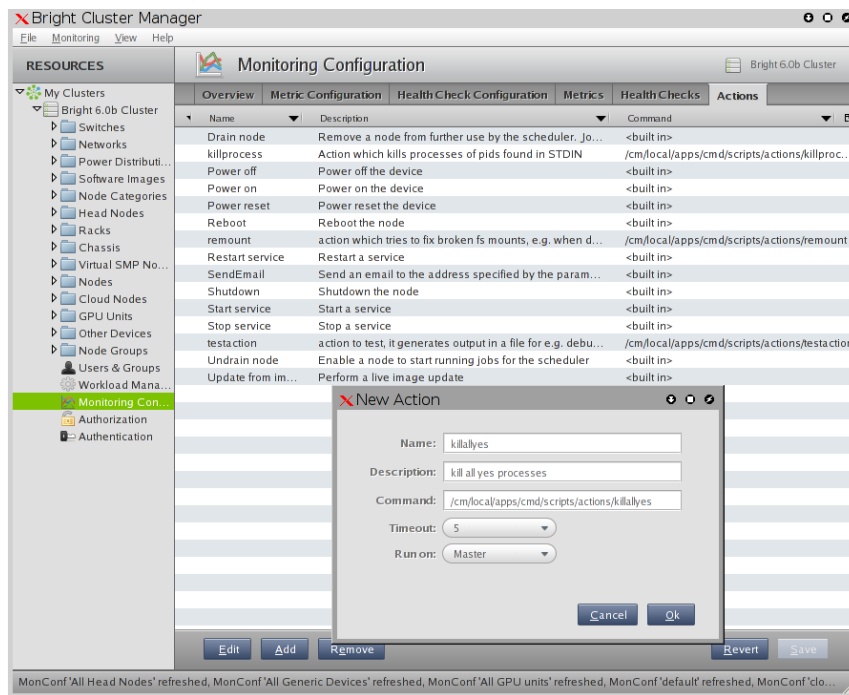 Bright Cluster Manager
File Monitoring View Help
RESOURCES
Monitoring Configuration
Bright 6.0b Cluster
My Clusters
Bright 6.0b Cluster
Switches
Networks
Power Distributi...
Software Images
Node Categories
Head Nodes
Racks
Chassis
Virtual SMP No...
Nodes
Cloud Nodes
GPU Units
Other Devices
Node Groups
Users & Groups
Workload Mana...
Monitoring Con...
Authorization
Authentication
Overview Metric Configuration Health Check Configuration Metrics Health Checks Actions
Name Description Command
Drain node Remove a node from further use by the scheduler. Jo... <built in>
killprocess Action which kills processes of pids found in STDIN /cm/local/apps/cmd/scripts/actions/killproc...
Power off Power off the device <built in>
Power on Power on the device <built in>
Power reset Power reset the device <built in>
Reboot Reboot the node <built in>
remount action which tries to fix broken fs mounts, e.g. when d... /cm/local/apps/cmd/scripts/actions/remount
Restart service Restart a service <built in>
SendEmail Send an email to the address specified by the param... <built in>
Shutdown Shutdown the node <built in>
Start service Start a service <built in>
Stop service Stop a service <built in>
testaction action to test, it generates output in a file for e.g. debu... /cm/local/apps/cmd/scripts/actions/testaction
Undrain node Enable a node to start running jobs for the scheduler <built in>
Update from im... Perform a live image update <built in>
New Action
Name: killallyes
Description: kill all yes processes
Command: /cm/local/apps/cmd/scripts/actions/killallyes
Timeout: 5
Run on: Master
Cancel Ok
Edit Add Remove Revert Save
MonConf 'All Head Nodes' refreshed, MonConf 'All Generic Devices' refreshed, MonConf 'All GPU units' refreshed, MonConf 'default' refreshed, MonConf 'clo...